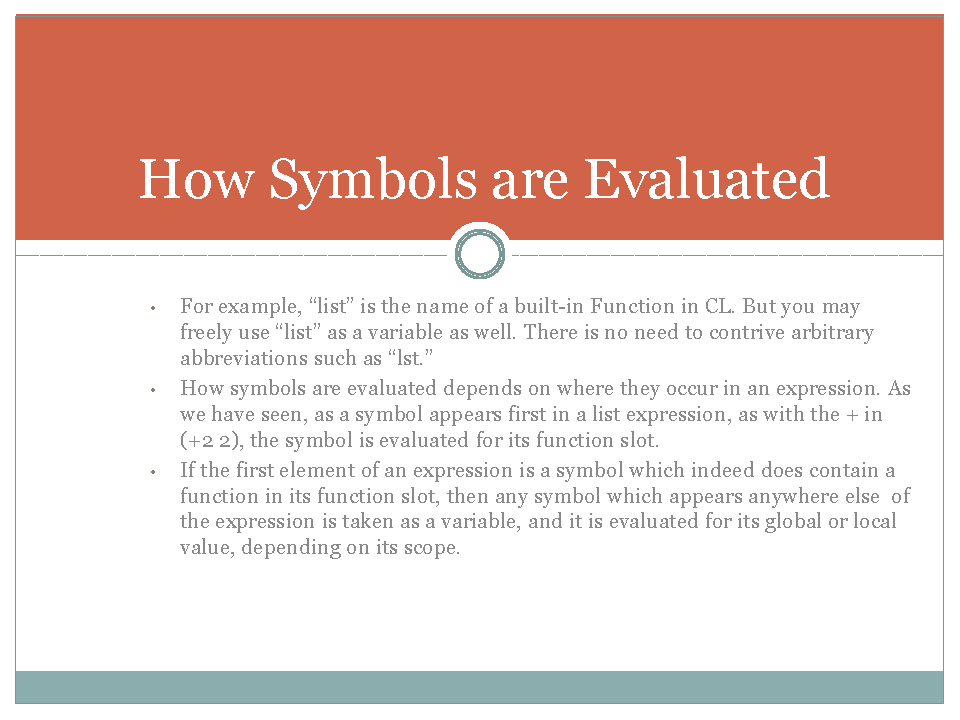 How Symbols are Evaluated
• For example, “list” is the name of a built-in Function in CL. But you may
freely use “list” as a variable as well. There is no need to contrive arbitrary
abbreviations such as “lst.”
• How symbols are evaluated depends on where they occur in an expression. As
we have seen, as a symbol appears first in a list expression, as with the + in
(+2 2), the symbol is evaluated for its function slot.
• If the first element of an expression is a symbol which indeed does contain a
function in its function slot, then any symbol which appears anywhere else  of
the expression is taken as a variable, and it is evaluated for its global or local
value, depending on its scope.